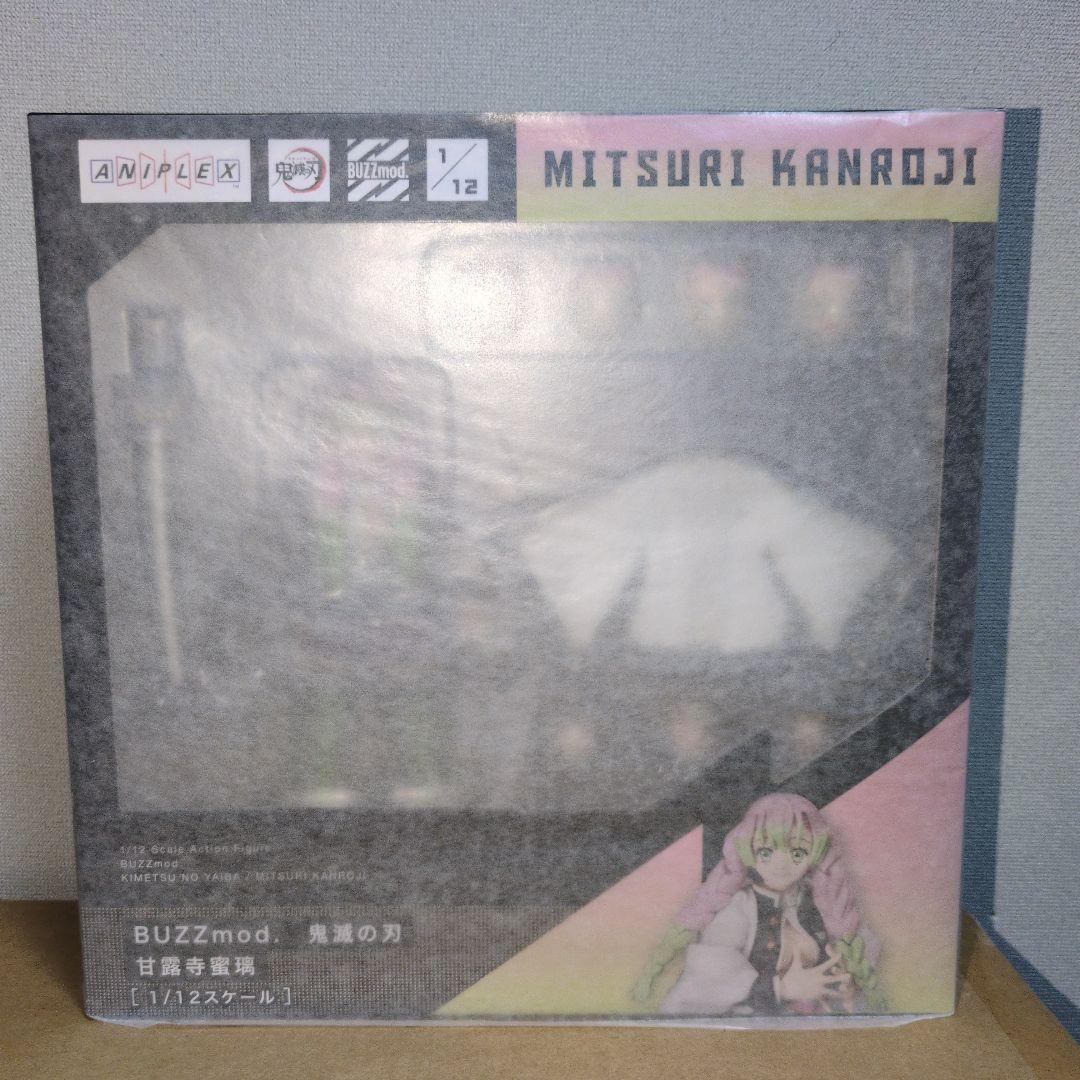 ANIPLEX™
鬼滅の刃
BUZZmod.
1/12
MITSURI KANROJI
1/12 Scale Action Figure
BUZZmod.
KIMETSU NO YAIBA / MITSURI KANROJI
BUZZmod. 鬼滅の刃
甘露寺蜜璃
[ 1/12スケール ]